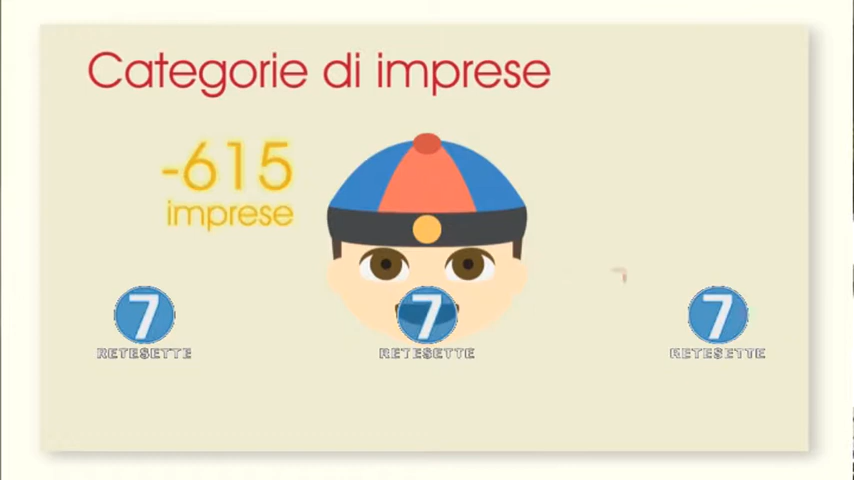 Categorie di imprese
-615
imprese
7 7 7
RETESETTE RETESETTE RETESETTE